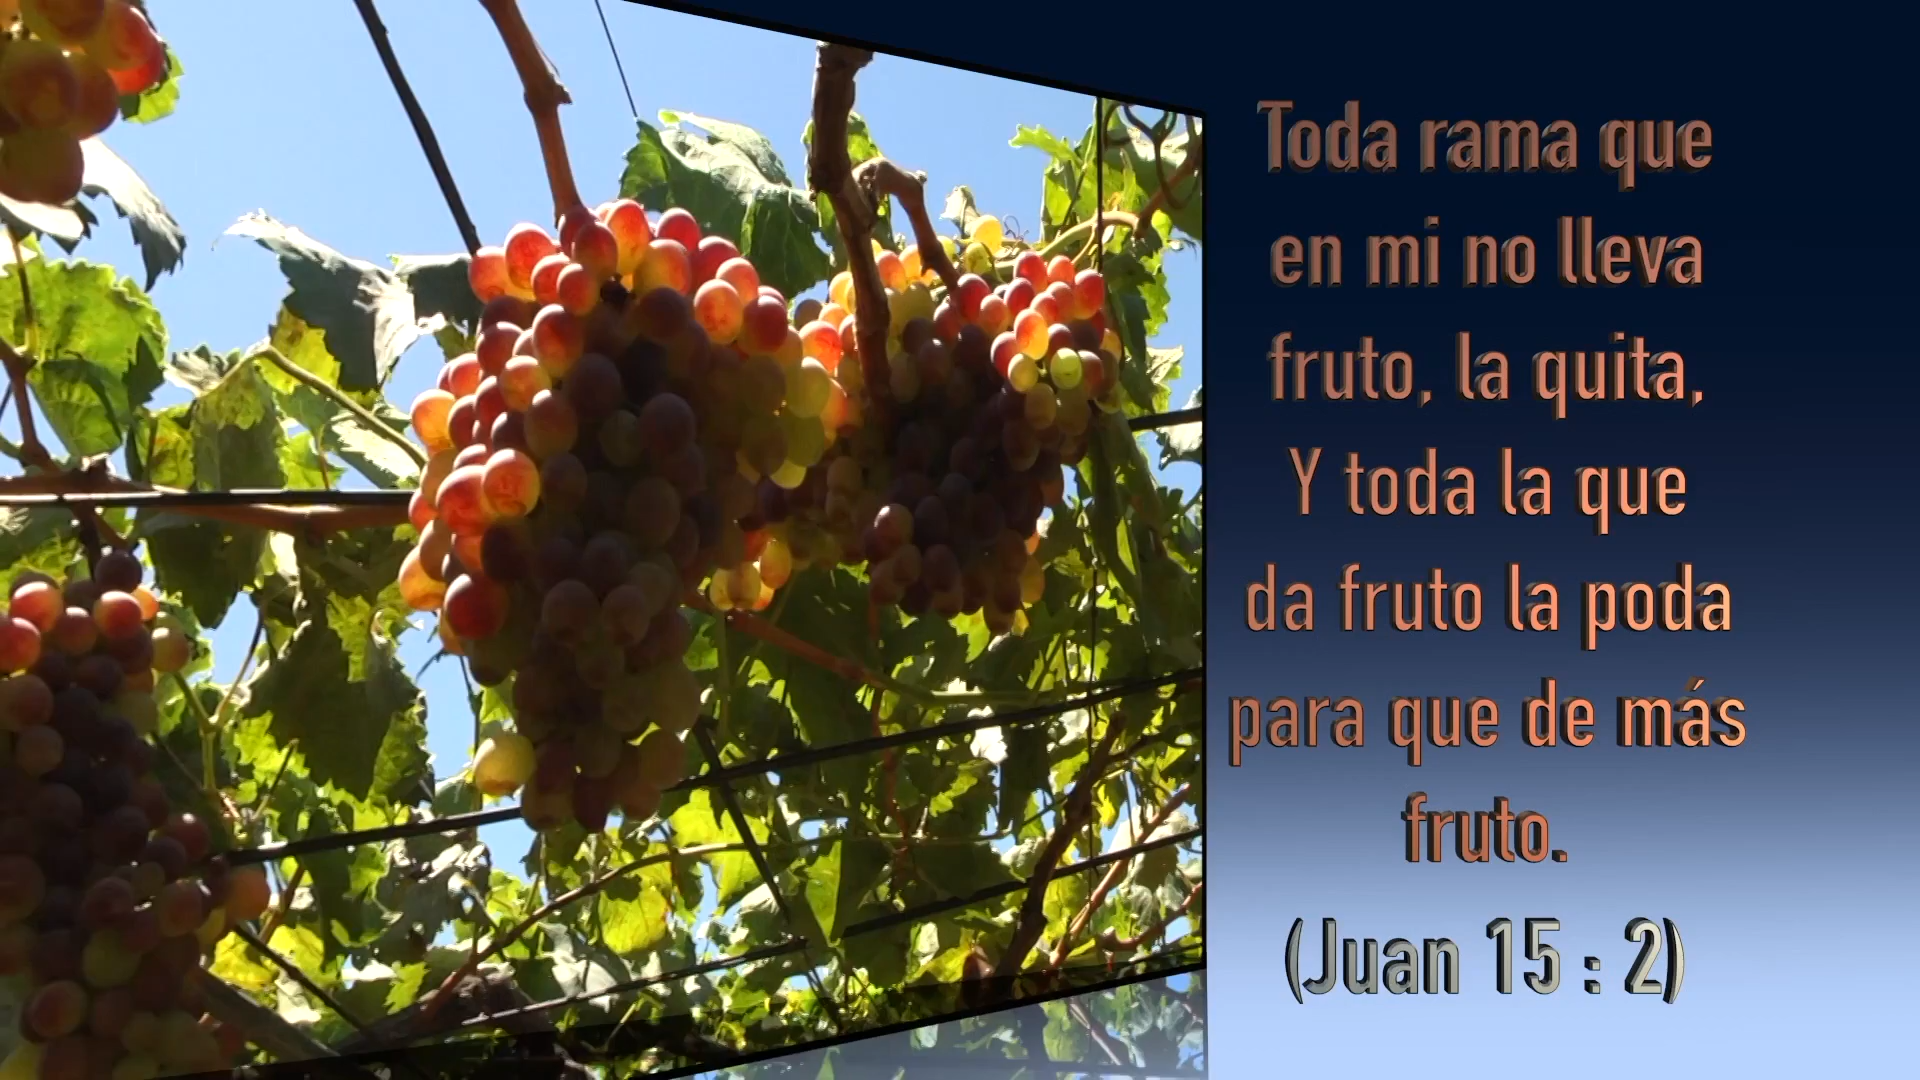 Toda rama que
en mi no lleva
fruto, la quita,
Y toda la que
da fruto la poda
para que de más
fruto.
(Juan 15 : 2)